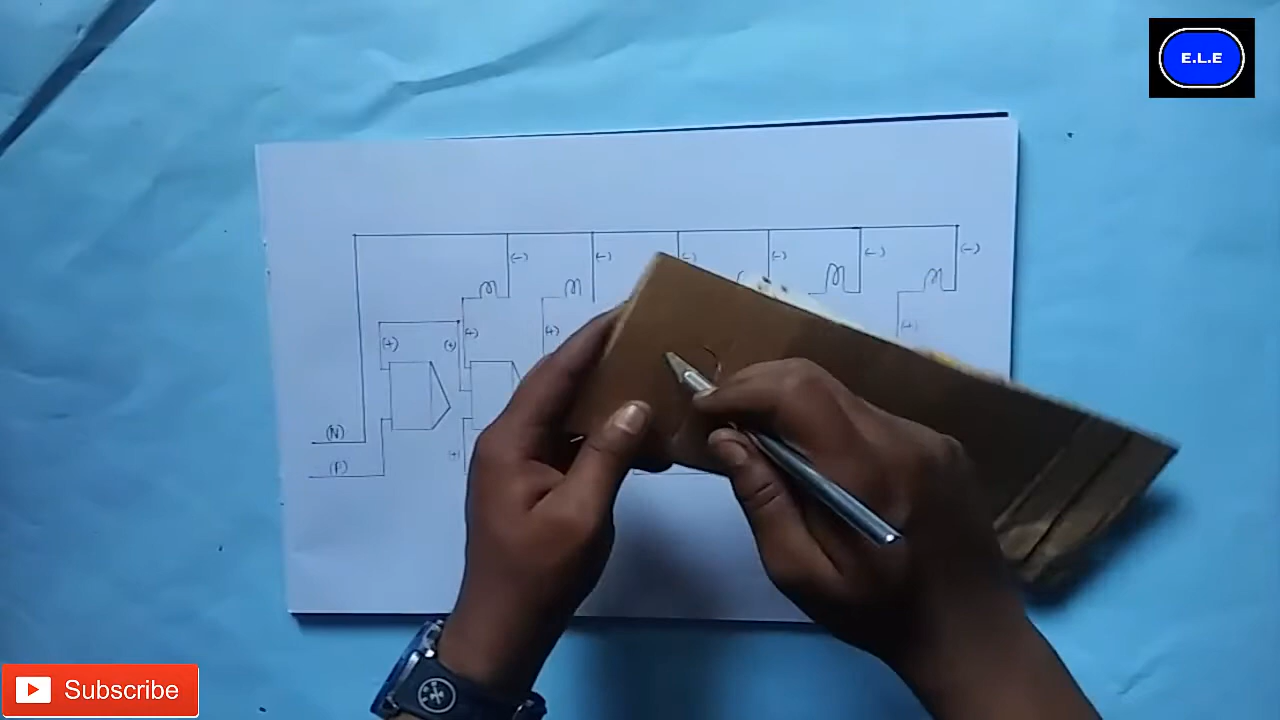 E.L.E
(-) (-) (-) (-) (-) (-)
(+) (+) (+) (+) (+)
(N)
(P)
(+)
Subscribe